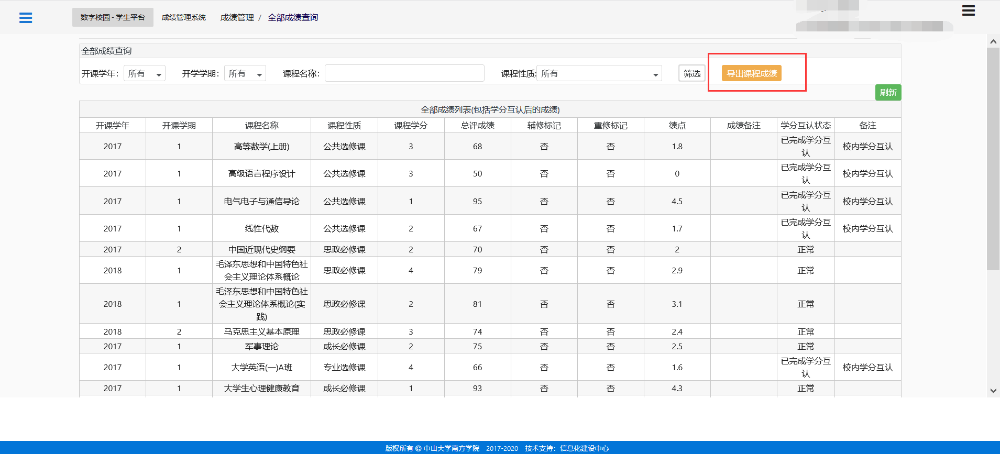 数字校园 - 学生平台 成绩管理系统 成绩管理 / 全部成绩查询
全部成绩查询
开课学年: 所有 开学学期: 所有 课程名称: 课程性质: 所有 筛选 导出课程成绩
刷新
全部成绩列表(包括学分互认后的成绩)
开课学年 开课学期 课程名称 课程性质 课程学分 总评成绩 辅修标记 重修标记 绩点 成绩备注 学分互认状态 备注
2017 1 高等数学(上册) 公共选修课 3 68 否 否 1.8 已完成学分互认 校内学分互认
2017 1 高级语言程序设计 公共选修课 3 50 否 否 0 已完成学分互认 校内学分互认
2017 1 电气电子与通信导论 公共选修课 1 95 否 否 4.5 已完成学分互认 校内学分互认
2017 1 线性代数 公共选修课 2 67 否 否 1.7 已完成学分互认 校内学分互认
2017 2 中国近现代史纲要 思政必修课 2 70 否 否 2 正常
2018 1 毛泽东思想和中国特色社会主义理论体系概论 思政必修课 4 79 否 否 2.9 正常
2018 1 毛泽东思想和中国特色社会主义理论体系概论(实践) 思政必修课 2 81 否 否 3.1 正常
2018 2 马克思主义基本原理 思政必修课 3 74 否 否 2.4 正常
2017 1 军事理论 成长必修课 2 75 否 否 2.5 正常
2017 1 大学英语(一)A班 专业选修课 4 66 否 否 1.6 已完成学分互认 校内学分互认
2017 1 大学生心理健康教育 成长必修课 1 93 否 否 4.3 正常
版权所有 © 中山大学南方学院 2017-2020 技术支持：信息化建设中心